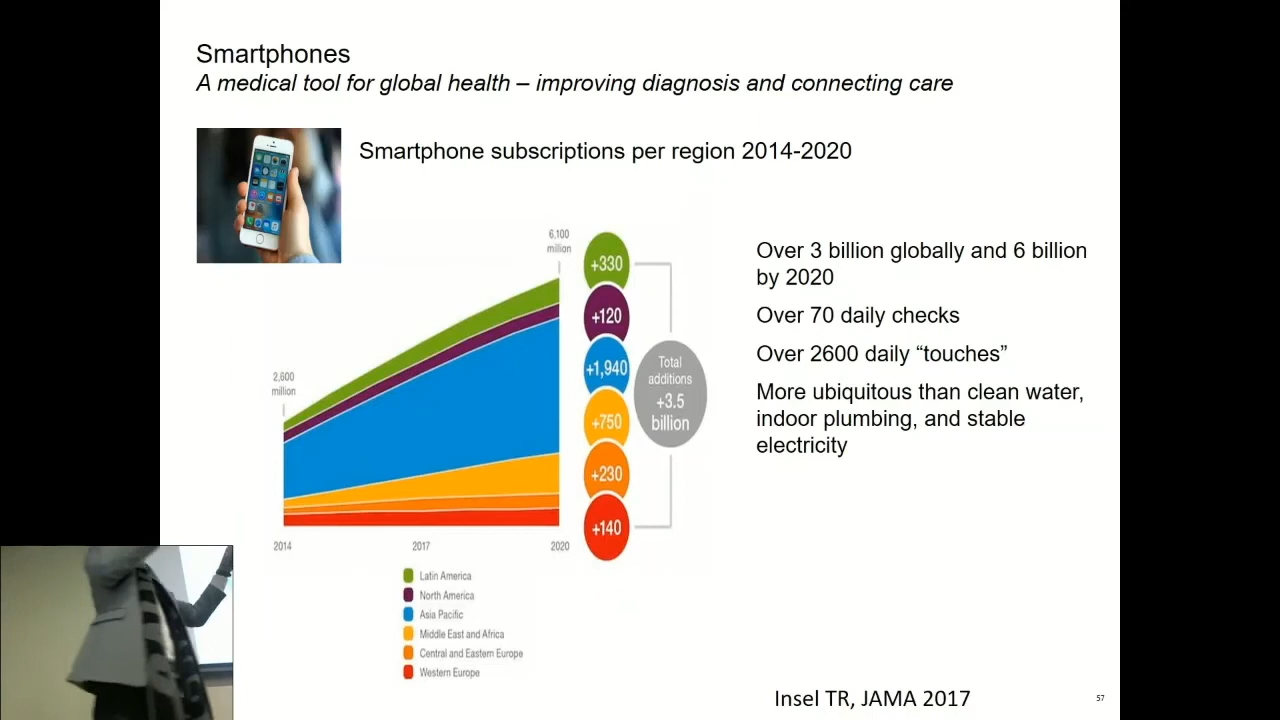 Smartphones
A medical tool for global health – improving diagnosis and connecting care
Smartphone subscriptions per region 2014-2020
6,100
million
2,600
million
+330
+120
+1,940
+750
+230
+140
Total
additions
+3.5
billion
2014
2017
2020
Latin America
North America
Asia Pacific
Middle East and Africa
Central and Eastern Europe
Western Europe
Over 3 billion globally and 6 billion
by 2020
Over 70 daily checks
Over 2600 daily “touches”
More ubiquitous than clean water,
indoor plumbing, and stable
electricity
Insel TR, JAMA 2017
57